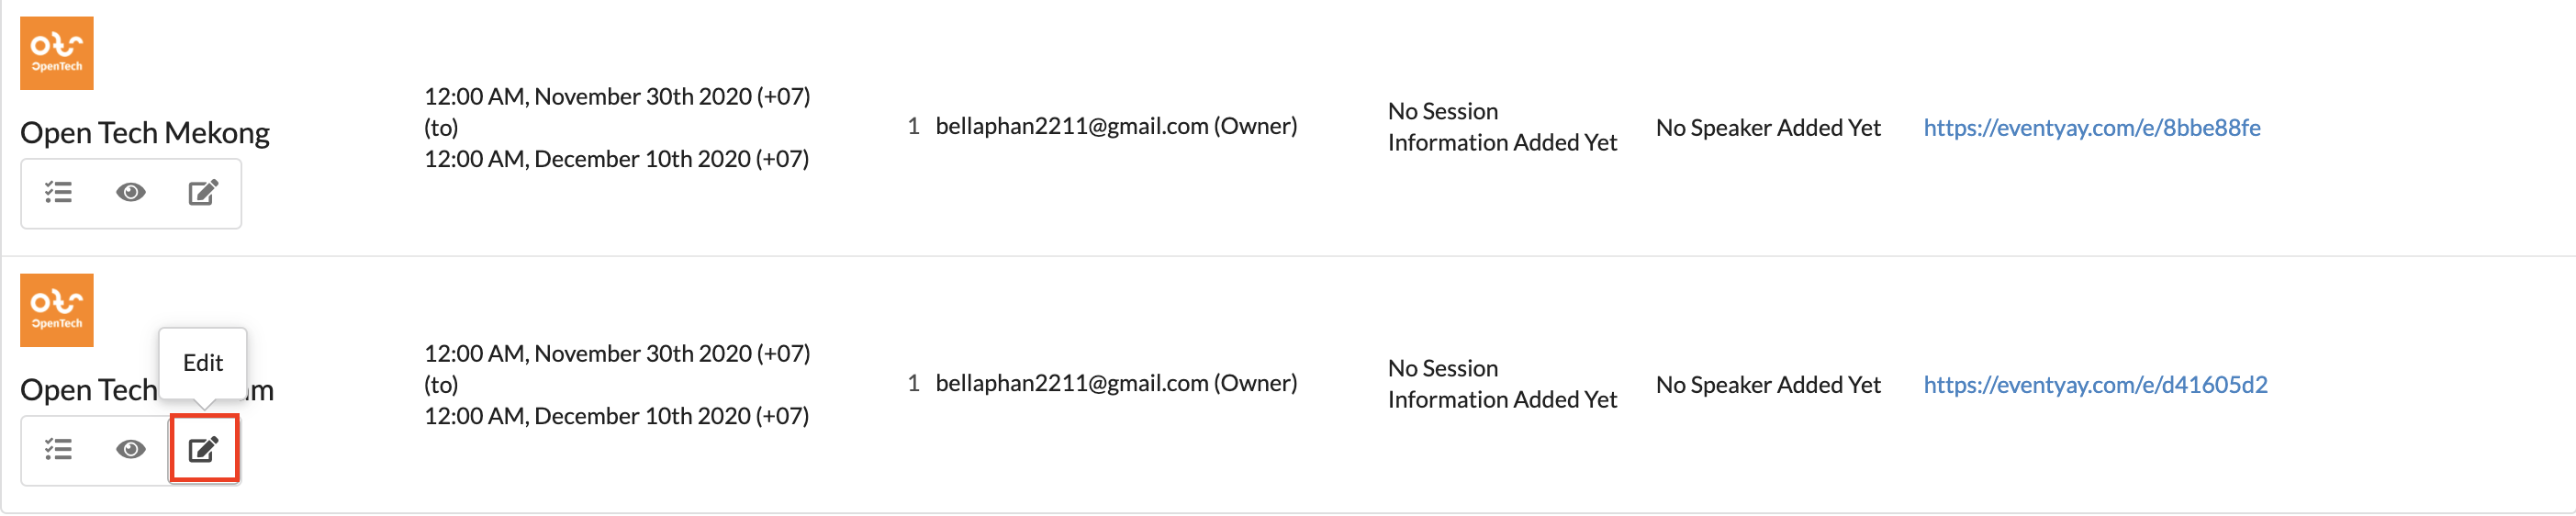 otr
OpenTech
Open Tech Mekong
12:00 AM, November 30th 2020 (+07)
(to)
12:00 AM, December 10th 2020 (+07)
1 bellaphan2211@gmail.com (Owner)
No Session
Information Added Yet
No Speaker Added Yet
https://eventyay.com/e/8bbe88fe
otr
OpenTech
Edit
Open Tech
12:00 AM, November 30th 2020 (+07)
(to)
12:00 AM, December 10th 2020 (+07)
1 bellaphan2211@gmail.com (Owner)
No Session
Information Added Yet
No Speaker Added Yet
https://eventyay.com/e/d41605d2